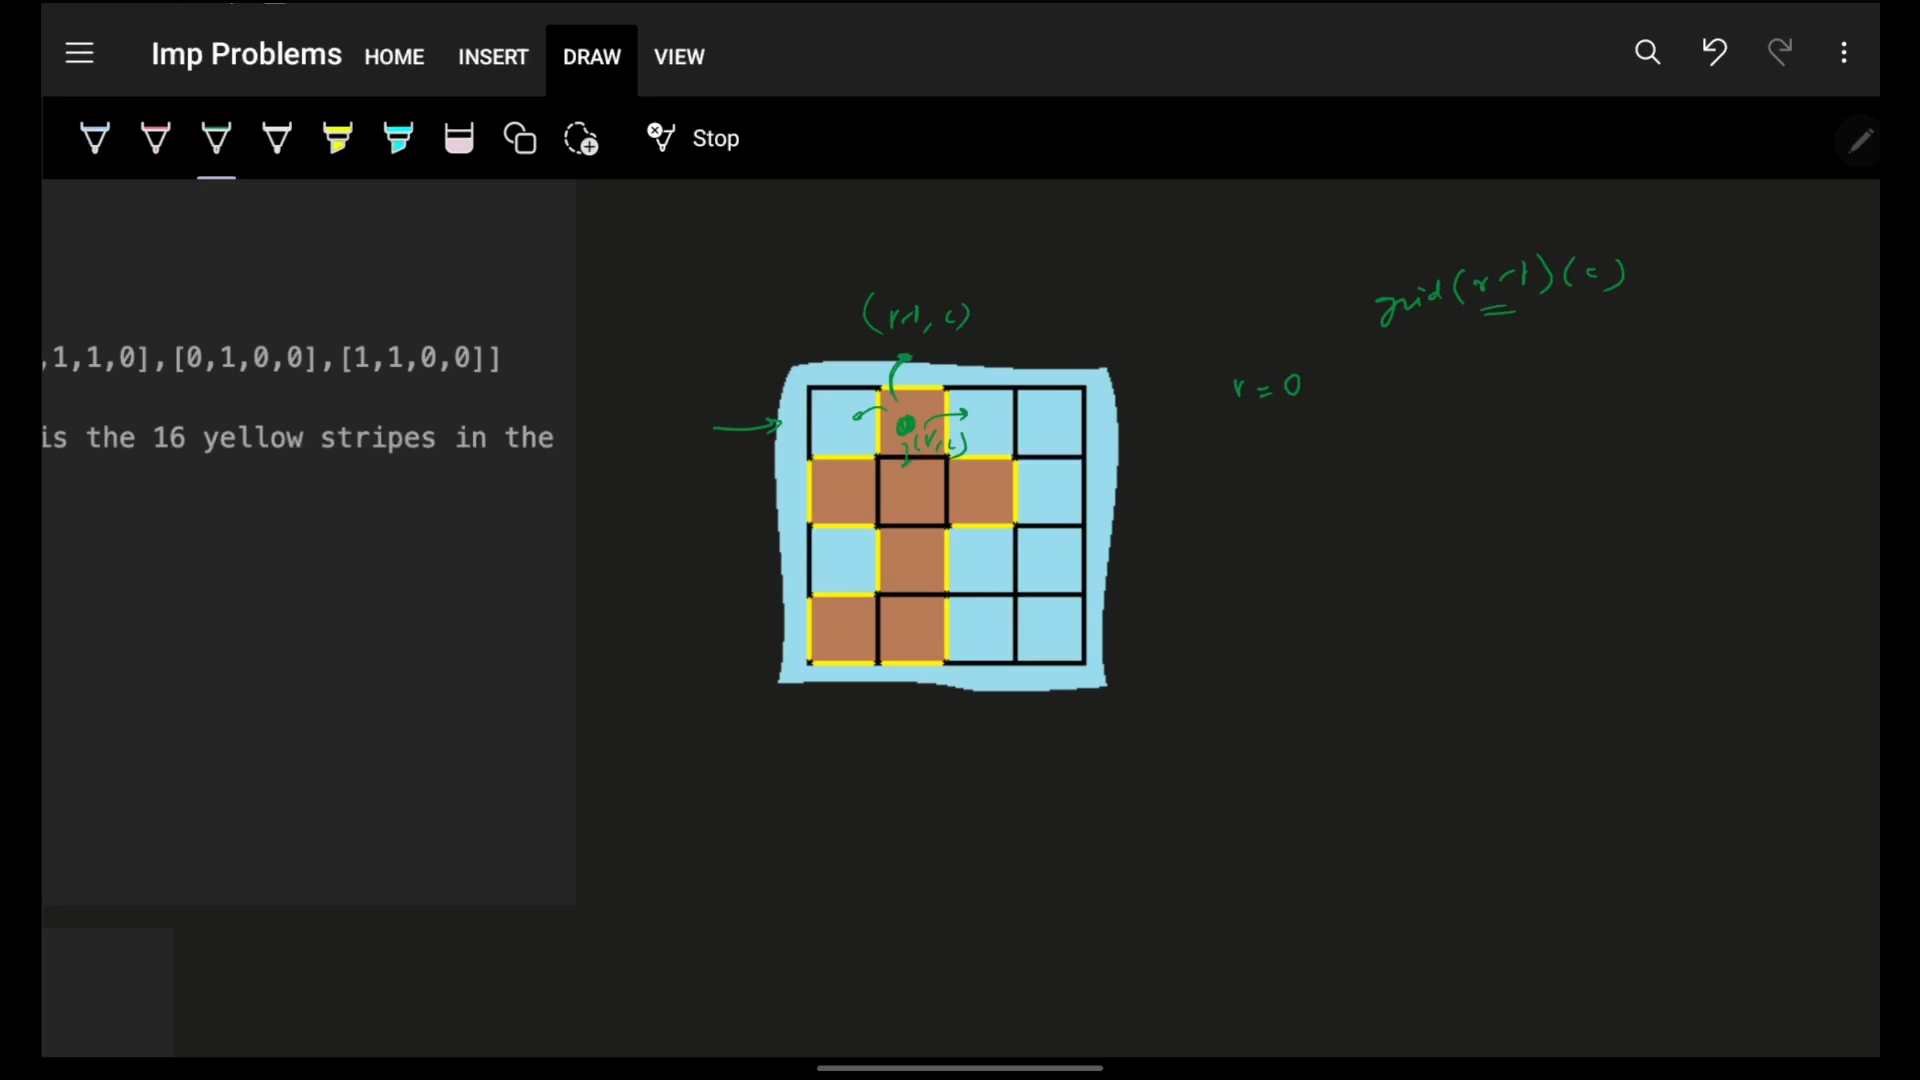 Imp Problems HOME INSERT DRAW VIEW
Stop
grid(r-1)(c)
(r-1, c)
,1,1,0],[0,1,0,0],[1,1,0,0]]
r = 0
is the 16 yellow stripes in the
(r,c)